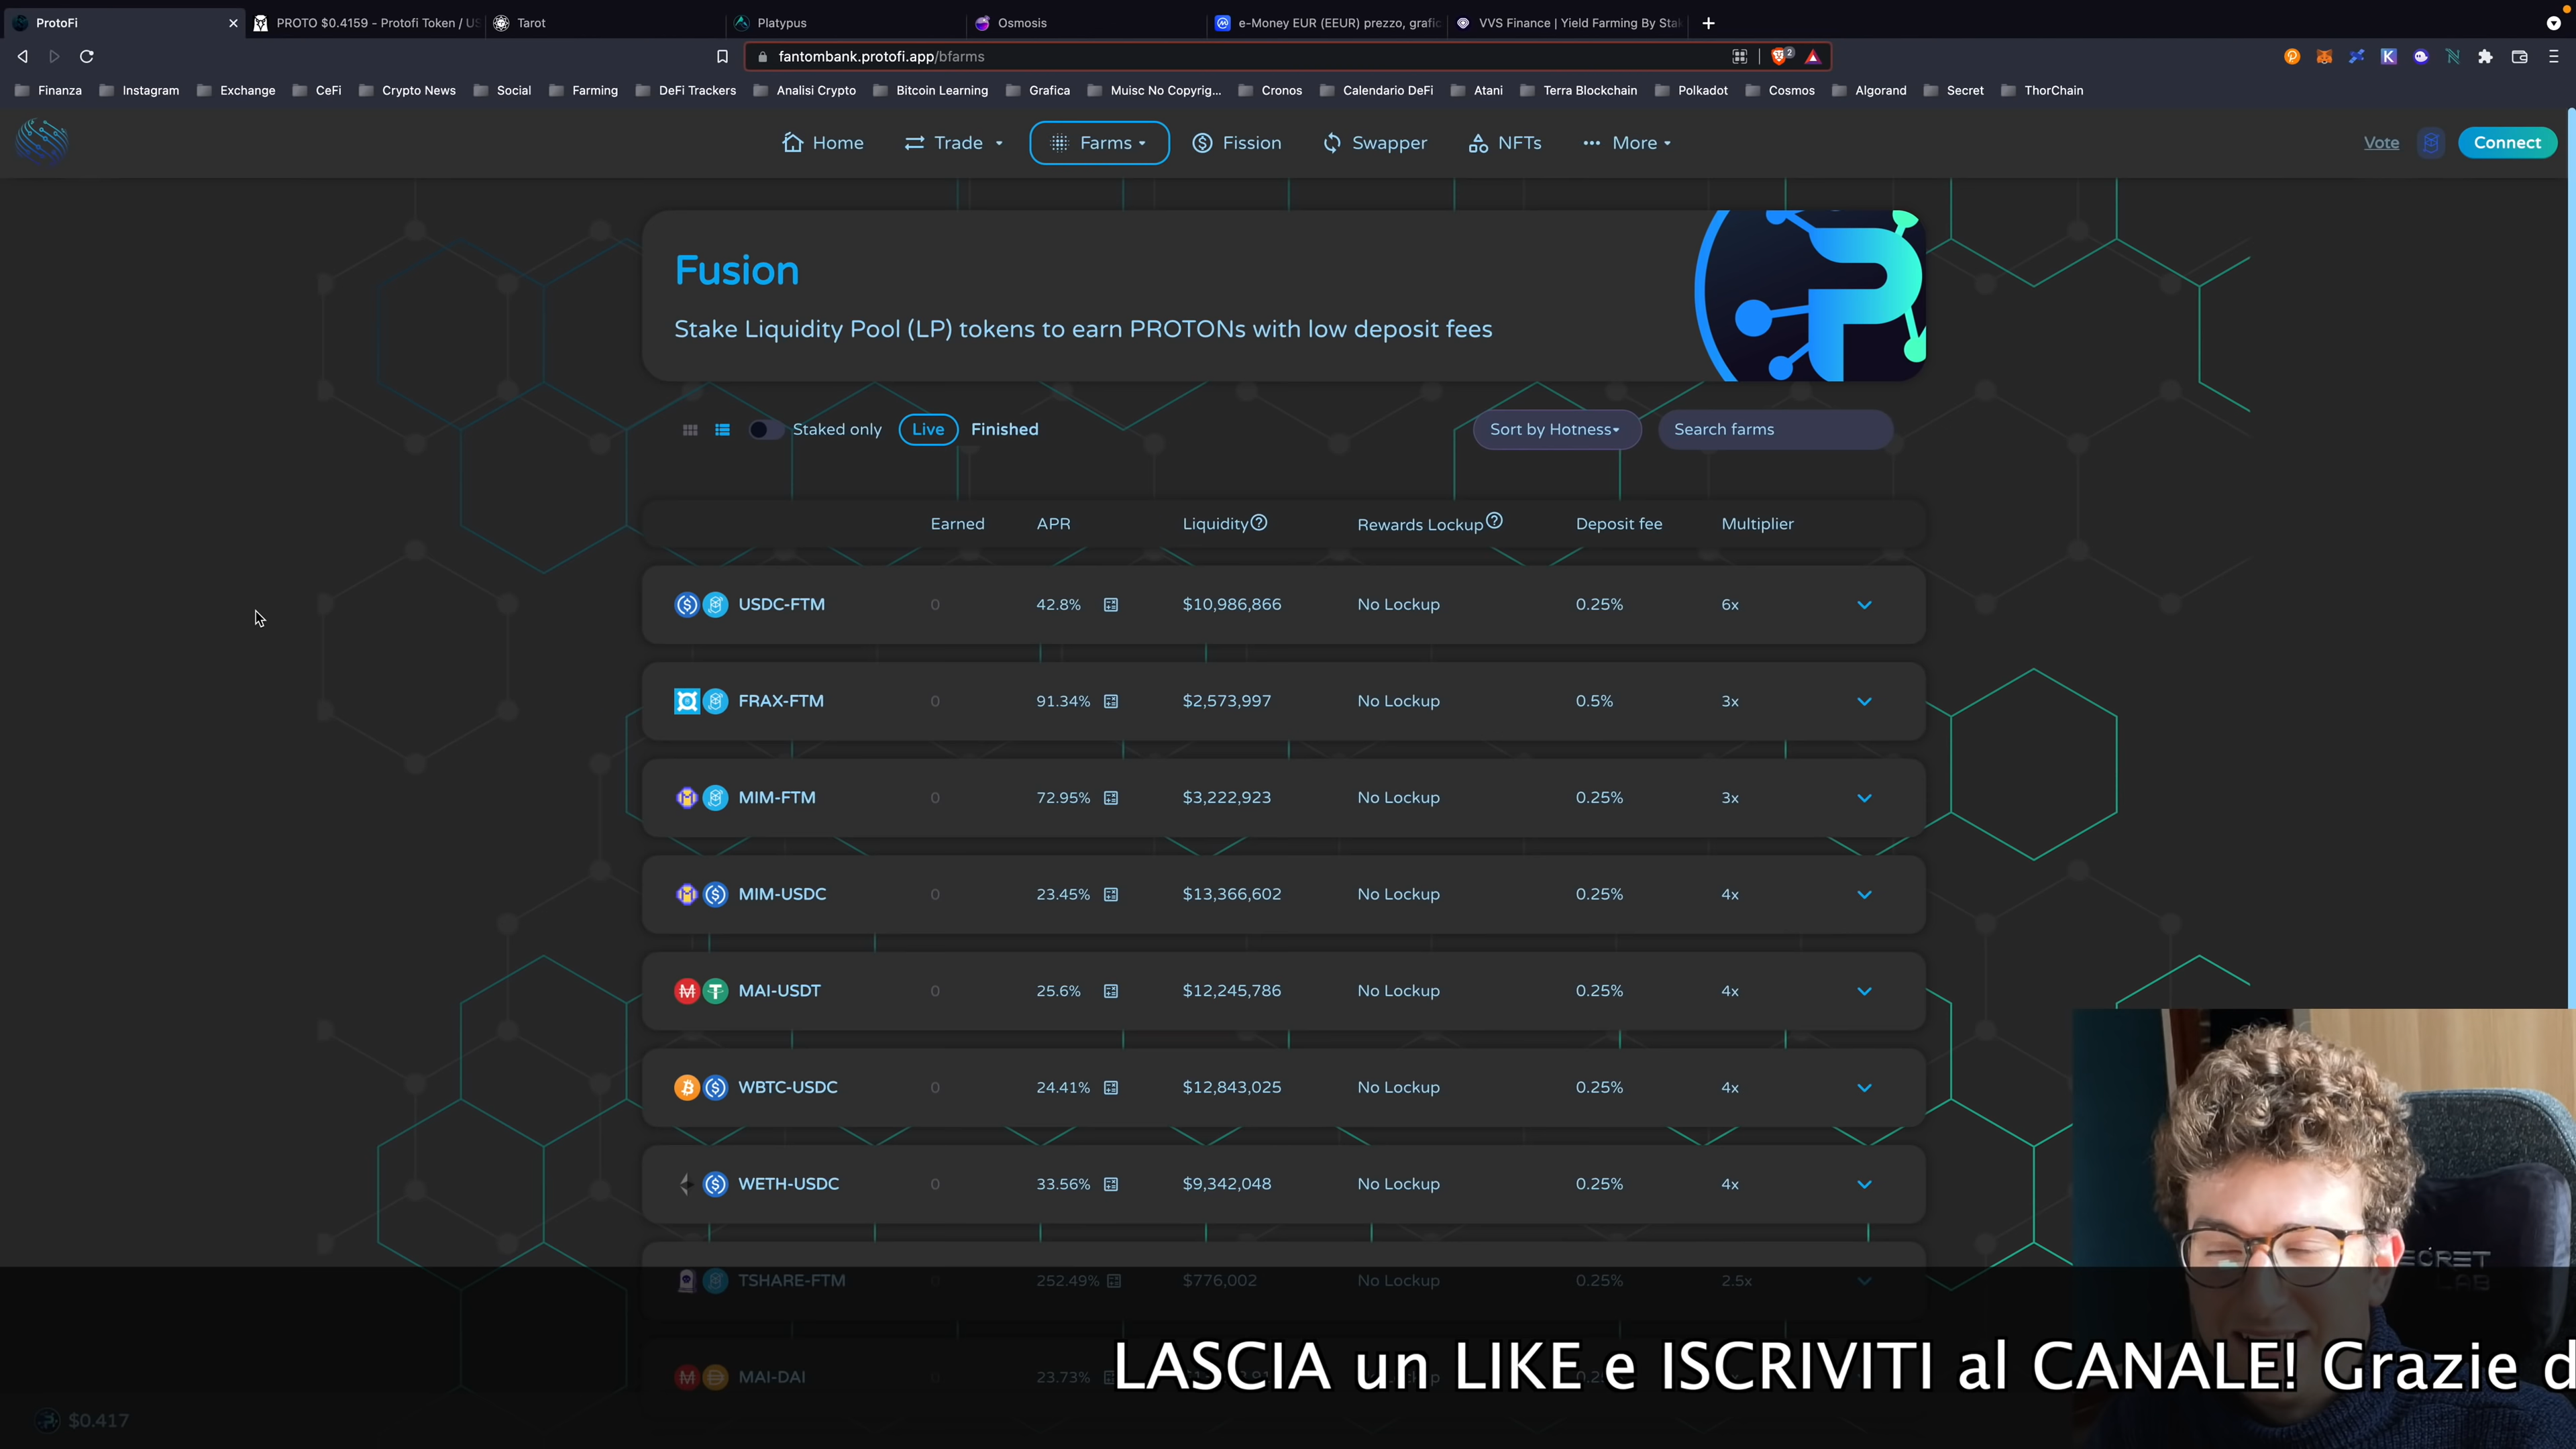 ProtoFi
PROTO $0.4159 - Protofi Token / US
Tarot
Platypus
Osmosis
e-Money EUR (EEUR) prezzo, grafic
VVS Finance | Yield Farming By Sta
fantombank.protofi.app/bfarms
2
Finanza Instagram Exchange CeFi Crypto News Social Farming DeFi Trackers Analisi Crypto Bitcoin Learning Grafica Muisc No Copyrig... Cronos Calendario DeFi Atani Terra Blockchain Polkadot Cosmos Algorand Secret ThorChain
Home Trade Farms Fission Swapper NFTs More Vote Connect
Fusion
Stake Liquidity Pool (LP) tokens to earn PROTONs with low deposit fees
Staked only Live Finished Sort by Hotness Search farms
Earned APR Liquidity Rewards Lockup Deposit fee Multiplier
USDC-FTM 0 42.8% $10,986,866 No Lockup 0.25% 6x
FRAX-FTM 0 91.34% $2,573,997 No Lockup 0.5% 3x
MIM-FTM 0 72.95% $3,222,923 No Lockup 0.25% 3x
MIM-USDC 0 23.45% $13,366,602 No Lockup 0.25% 4x
MAI-USDT 0 25.6% $12,245,786 No Lockup 0.25% 4x
WBTC-USDC 0 24.41% $12,843,025 No Lockup 0.25% 4x
WETH-USDC 0 33.56% $9,342,048 No Lockup 0.25% 4x
TSHARE-FTM 0 252.49% $776,002 No Lockup 0.25% 2.5x
MAI-DAI 23.73%
LASCIA un LIKE e ISCRIVITI al CANALE! Grazie d
$0.417
ECRET
LAB